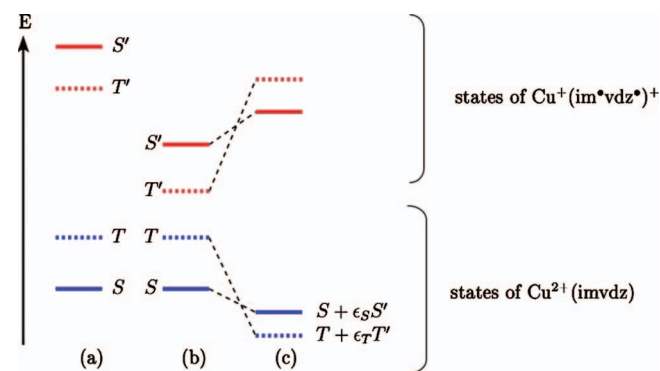 E
S′
T′
states of Cu⁺(im•vdz•)⁺
S′
T′
T T
S S
states of Cu²⁺(imvdz)
S + ϵ_S S′
T + ϵ_T T′
(a) (b) (c)